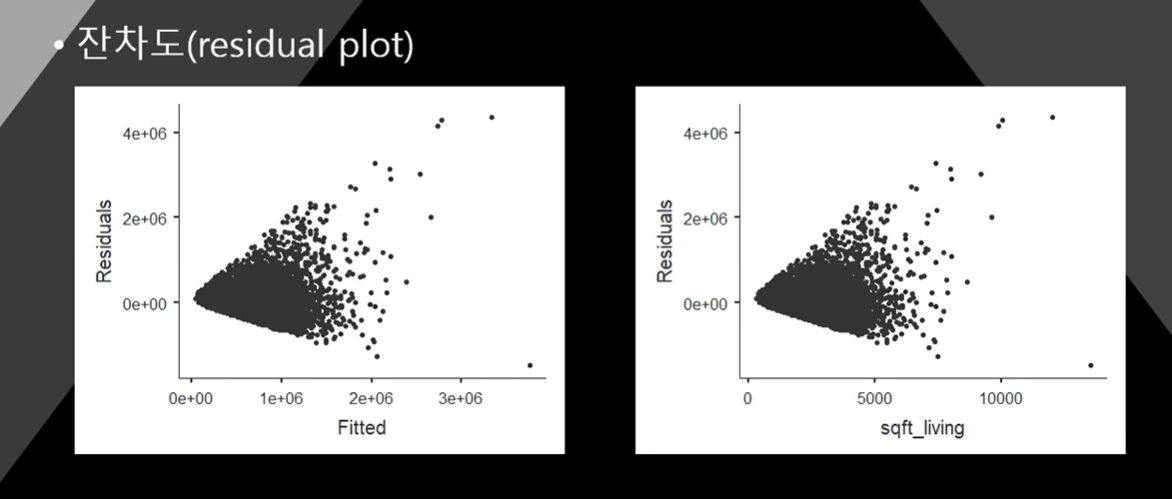 • 잔차도(residual plot)
4e+06
2e+06
0e+00
Residuals
0e+00 1e+06 2e+06 3e+06
Fitted
4e+06
2e+06
0e+00
Residuals
0 5000 10000
sqft_living